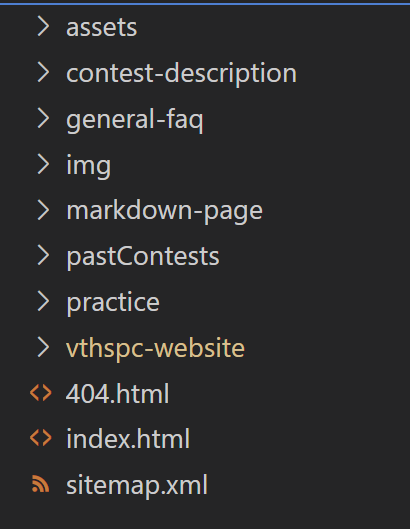 assets
contest-description
general-faq
img
markdown-page
pastContests
practice
vthspc-website
404.html
index.html
sitemap.xml